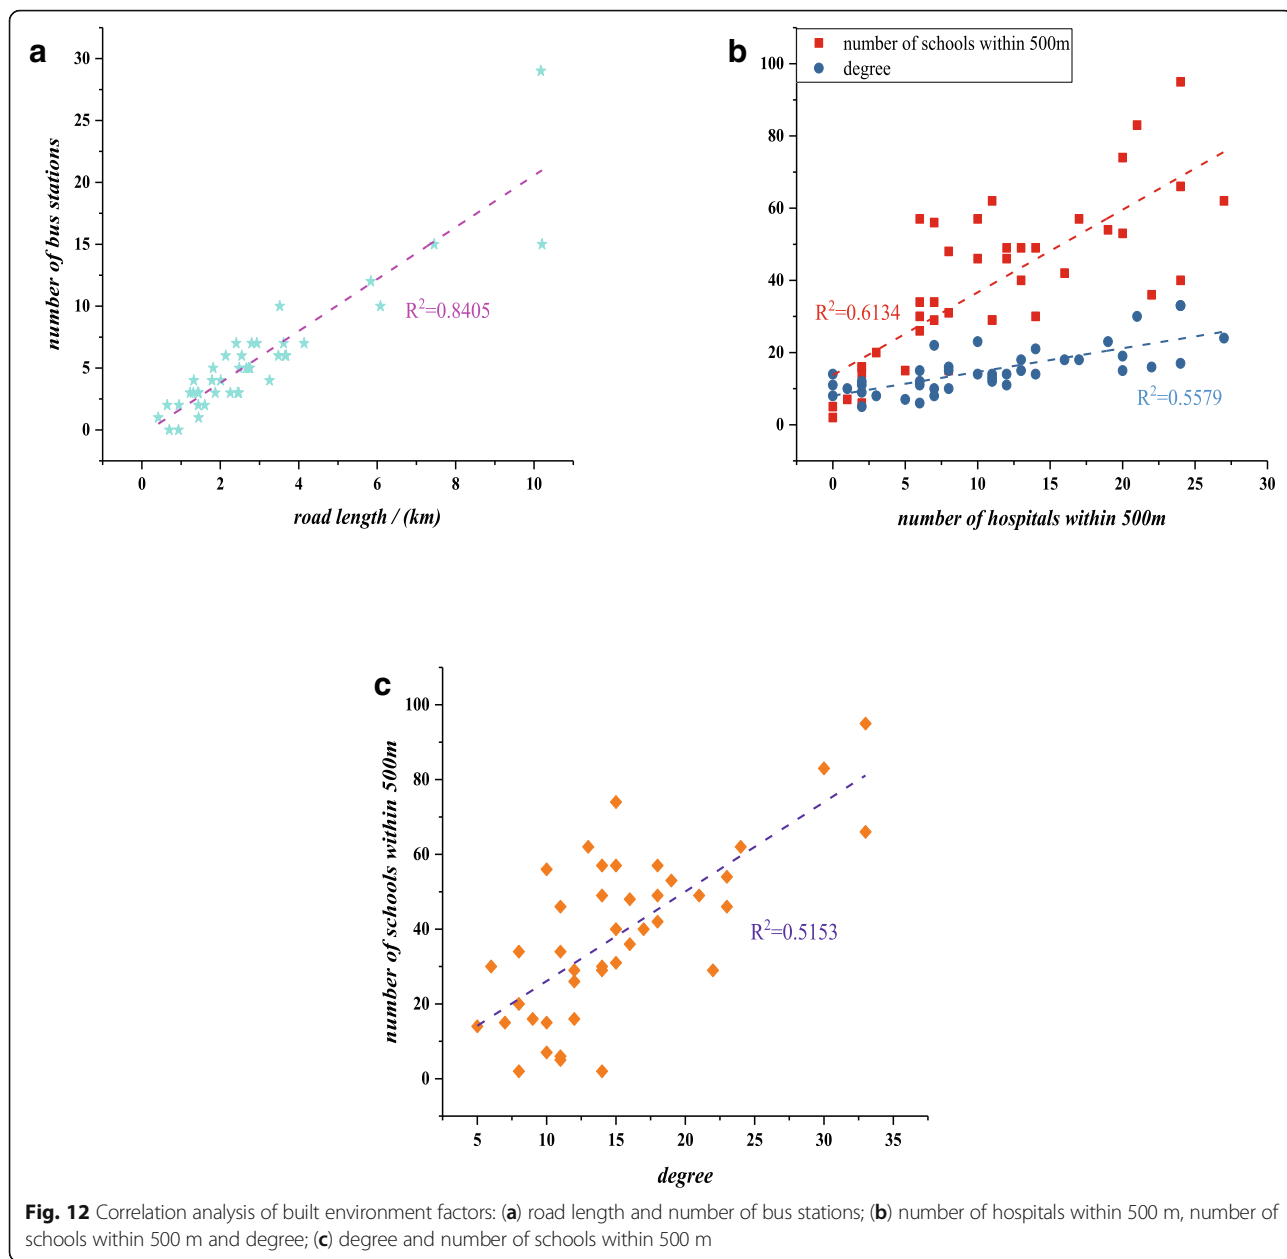 a
30
25
20
15
10
5
0
number of bus stations
R²=0.8405
0 2 4 6 8 10
road length / (km)
b
number of schools within 500m
degree
100
80
60
40
20
0
R²=0.6134
R²=0.5579
0 5 10 15 20 25 30
number of hospitals within 500m
c
100
80
60
40
20
0
number of schools within 500m
R²=0.5153
5 10 15 20 25 30 35
degree
Fig. 12 Correlation analysis of built environment factors: (a) road length and number of bus stations; (b) number of hospitals within 500 m, number of
schools within 500 m and degree; (c) degree and number of schools within 500 m